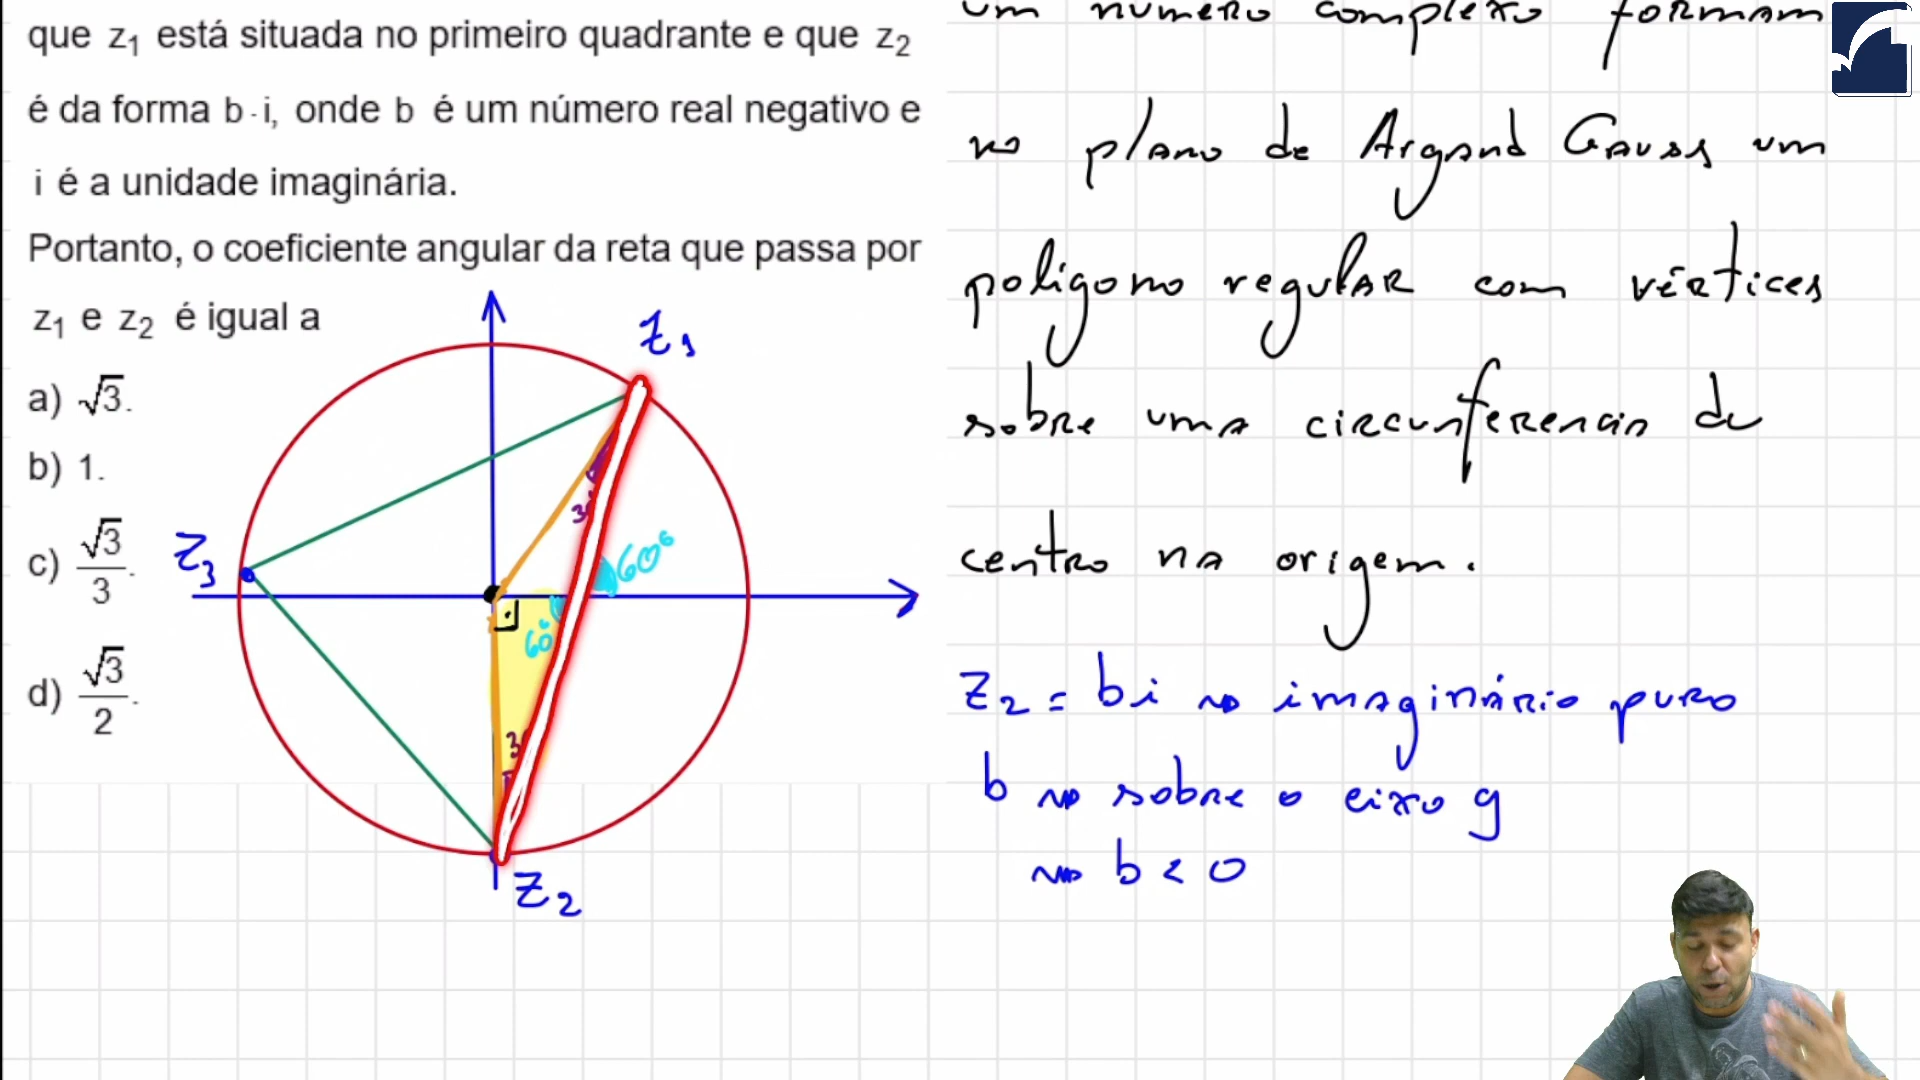 que z₁ está situada no primeiro quadrante e que z₂
é da forma b · i, onde b é um número real negativo e
i é a unidade imaginária.
Portanto, o coeficiente angular da reta que passa por
z₁ e z₂ é igual a
a) √3.
b) 1.
c) √3/3.
d) √3/2.
z₁
z₃
60°
60°
z₂
um número complexo formam
no plano de Argand Gauss um
polígono regular com vértices
sobre uma circunferencia de
centro na origem.
z₂ = bi → imaginário puro
b → sobre o eixo y
→ b < 0